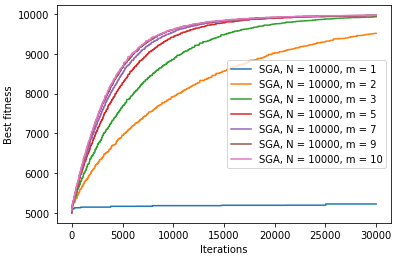 10000
9000
8000
7000
6000
5000
Best fitness
SGA, N = 10000, m = 1
SGA, N = 10000, m = 2
SGA, N = 10000, m = 3
SGA, N = 10000, m = 5
SGA, N = 10000, m = 7
SGA, N = 10000, m = 9
SGA, N = 10000, m = 10
0 5000 10000 15000 20000 25000 30000
Iterations